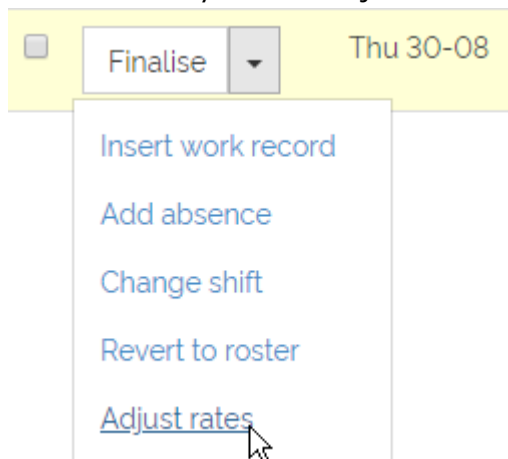 Finalise
Thu 30-08
Insert work record
Add absence
Change shift
Revert to roster
Adjust rates